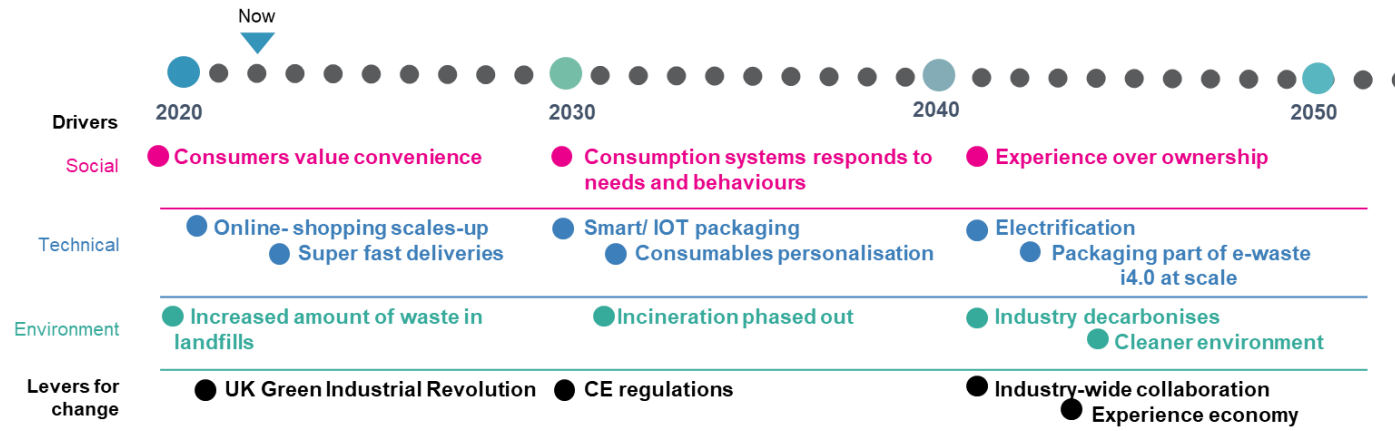 Now
2020 2030 2040 2050
Drivers
Social
Consumers value convenience
Consumption systems responds to
needs and behaviours
Experience over ownership
Technical
Online- shopping scales-up
Super fast deliveries
Smart/ IOT packaging
Consumables personalisation
Electrification
Packaging part of e-waste
i4.0 at scale
Environment
Increased amount of waste in
landfills
Incineration phased out
Industry decarbonises
Cleaner environment
Levers for
change
UK Green Industrial Revolution
CE regulations
Industry-wide collaboration
Experience economy